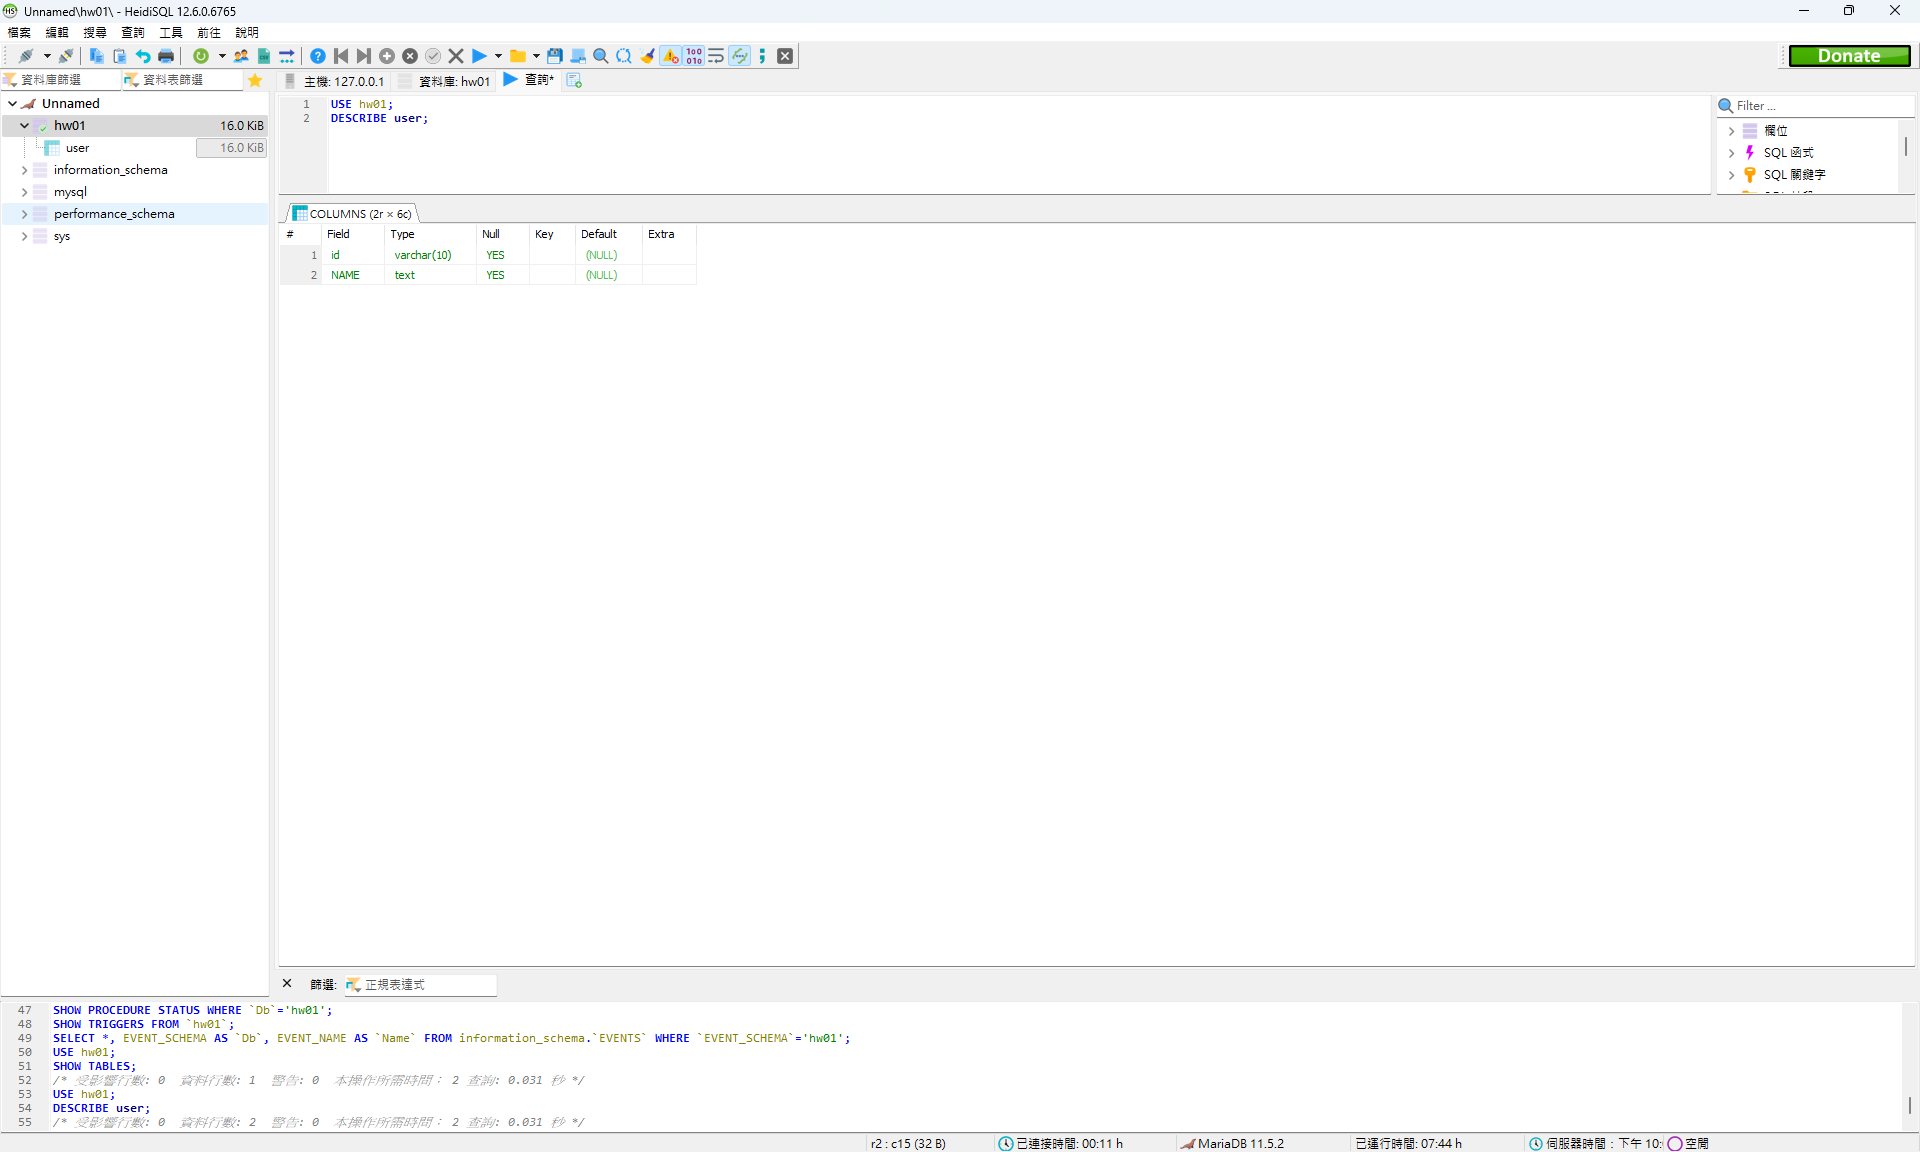 Unnamed\hw01\ - HeidiSQL 12.6.0.6765
檔案 編輯 搜尋 查詢 工具 前往 說明
Donate
資料庫篩選 資料表篩選
主機: 127.0.0.1 資料庫: hw01 查詢*
Unnamed
hw01 16.0 KiB
user 16.0 KiB
information_schema
mysql
performance_schema
sys
1 USE hw01;
2 DESCRIBE user;
Filter ...
欄位
SQL 函式
SQL 關鍵字
COLUMNS (2r × 6c)
# Field Type Null Key Default Extra
1 id varchar(10) YES (NULL)
2 NAME text YES (NULL)
篩選: 正規表達式
47 SHOW PROCEDURE STATUS WHERE `Db`='hw01';
48 SHOW TRIGGERS FROM `hw01`;
49 SELECT *, EVENT_SCHEMA AS `Db`, EVENT_NAME AS `Name` FROM information_schema.`EVENTS` WHERE `EVENT_SCHEMA`='hw01';
50 USE hw01;
51 SHOW TABLES;
52 /* 受影響行數: 0 資料行數: 1 警告: 0 本操作所需時間： 2 查詢: 0.031 秒 */
53 USE hw01;
54 DESCRIBE user;
55 /* 受影響行數: 0 資料行數: 2 警告: 0 本操作所需時間： 2 查詢: 0.031 秒 */
r2 : c15 (32 B) 已連接時間: 00:11 h MariaDB 11.5.2 已運行時間: 07:44 h 伺服器時間：下午 10: 空閒